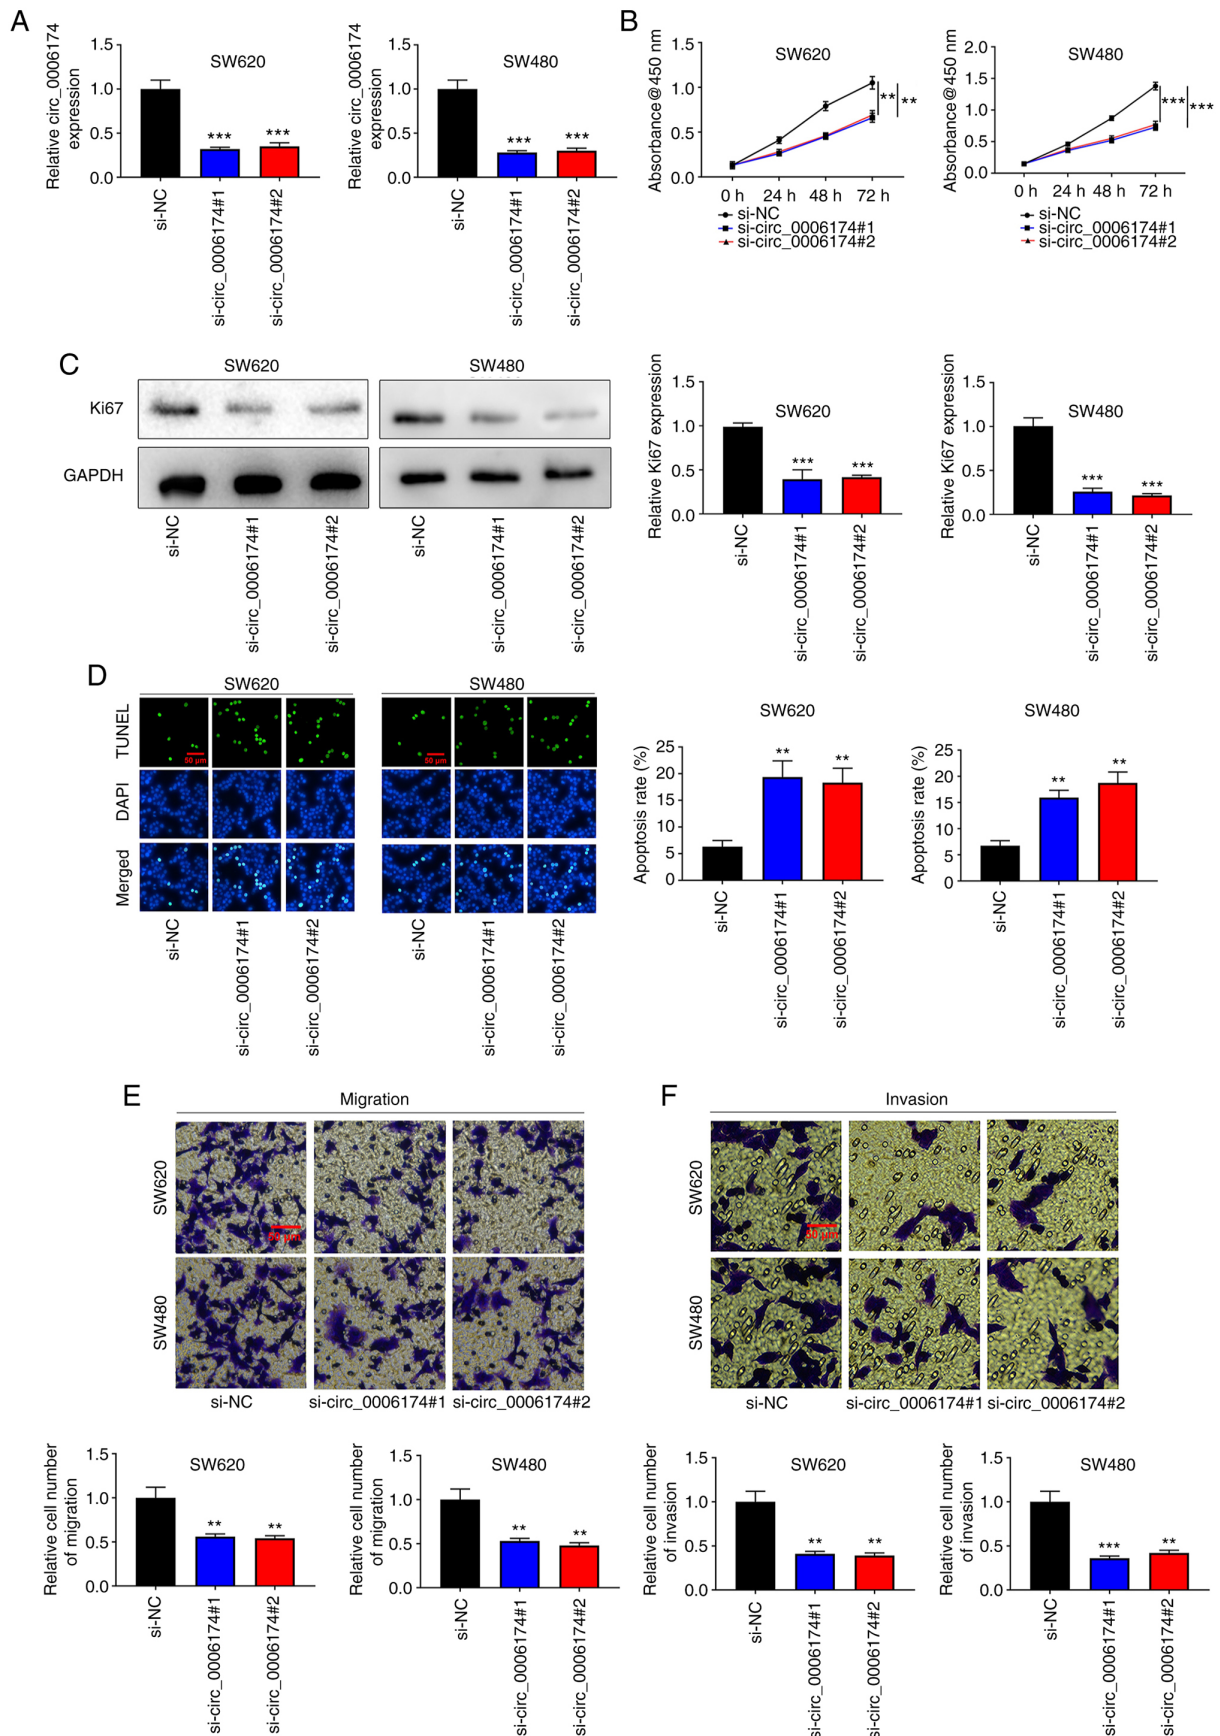 A
Relative circ_0006174
expression
1.5
1.0
0.5
0.0
SW620
***
***
si-NC
si-circ_0006174#1
si-circ_0006174#2
Relative circ_0006174
expression
1.5
1.0
0.5
0.0
SW480
***
***
si-NC
si-circ_0006174#1
si-circ_0006174#2
B
Absorbance@450 nm
1.5
1.0
0.5
0.0
SW620
**
**
0 h 24 h 48 h 72 h
si-NC
si-circ_0006174#1
si-circ_0006174#2
Absorbance@450 nm
2.0
1.5
1.0
0.5
0.0
SW480
***
***
0 h 24 h 48 h 72 h
si-NC
si-circ_0006174#1
si-circ_0006174#2
C
SW620
SW480
Ki67
GAPDH
si-NC
si-circ_0006174#1
si-circ_0006174#2
si-NC
si-circ_0006174#1
si-circ_0006174#2
Relative Ki67 expression
1.5
1.0
0.5
0.0
SW620
***
***
si-NC
si-circ_0006174#1
si-circ_0006174#2
Relative Ki67 expression
1.5
1.0
0.5
0.0
SW480
***
***
si-NC
si-circ_0006174#1
si-circ_0006174#2
D
SW620
SW480
TUNEL
50 μm
50 μm
DAPI
Merged
si-NC
si-circ_0006174#1
si-circ_0006174#2
si-NC
si-circ_0006174#1
si-circ_0006174#2
SW620
Apoptosis rate (%)
25
20
15
10
5
0
**
**
si-NC
si-circ_0006174#1
si-circ_0006174#2
SW480
Apoptosis rate (%)
25
20
15
10
5
0
**
**
si-NC
si-circ_0006174#1
si-circ_0006174#2
E
Migration
SW620
50 μm
SW480
si-NC
si-circ_0006174#1
si-circ_0006174#2
F
Invasion
SW620
50 μm
SW480
si-NC
si-circ_0006174#1
si-circ_0006174#2
Relative cell number
of migration
1.5
1.0
0.5
0.0
SW620
**
**
si-NC
si-circ_0006174#1
si-circ_0006174#2
Relative cell number
of migration
1.5
1.0
0.5
0.0
SW480
**
**
si-NC
si-circ_0006174#1
si-circ_0006174#2
Relative cell number
of invasion
1.5
1.0
0.5
0.0
SW620
**
**
si-NC
si-circ_0006174#1
si-circ_0006174#2
Relative cell number
of invasion
1.5
1.0
0.5
0.0
SW480
***
**
si-NC
si-circ_0006174#1
si-circ_0006174#2